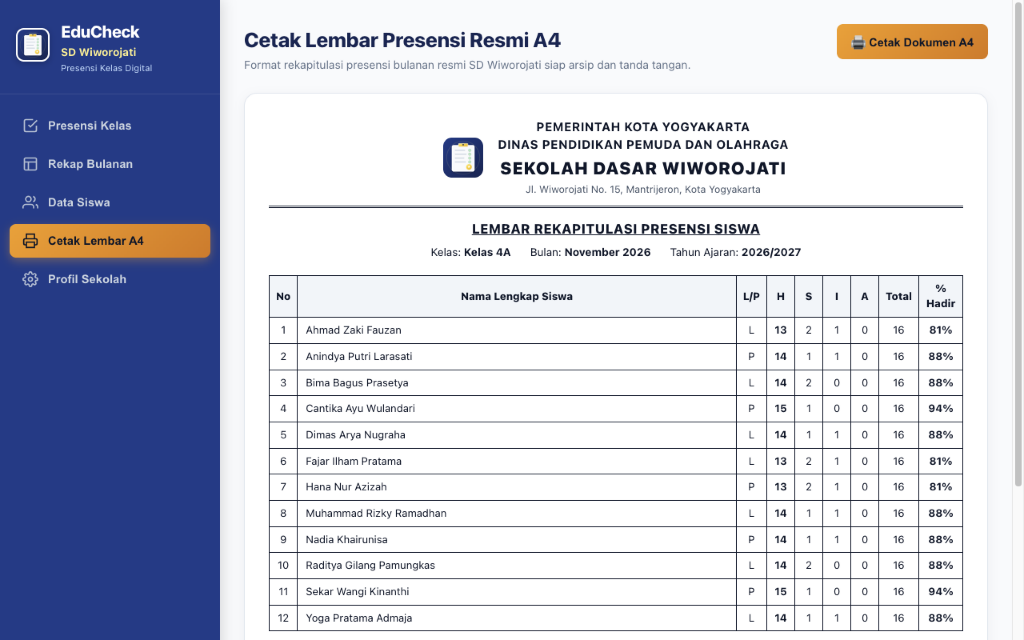 EduCheck
SD Wiworojati
Presensi Kelas Digital
Presensi Kelas
Rekap Bulanan
Data Siswa
Cetak Lembar A4
Profil Sekolah
Cetak Lembar Presensi Resmi A4
Format rekapitulasi presensi bulanan resmi SD Wiworojati siap arsip dan tanda tangan.
Cetak Dokumen A4
PEMERINTAH KOTA YOGYAKARTA
DINAS PENDIDIKAN PEMUDA DAN OLAHRAGA
SEKOLAH DASAR WIWOROJATI
Jl. Wiworojati No. 15, Mantrijeron, Kota Yogyakarta
LEMBAR REKAPITULASI PRESENSI SISWA
Kelas: Kelas 4A Bulan: November 2026 Tahun Ajaran: 2026/2027
No Nama Lengkap Siswa L/P H S I A Total % Hadir
1 Ahmad Zaki Fauzan L 13 2 1 0 16 81%
2 Anindya Putri Larasati P 14 1 1 0 16 88%
3 Bima Bagus Prasetya L 14 2 0 0 16 88%
4 Cantika Ayu Wulandari P 15 1 0 0 16 94%
5 Dimas Arya Nugraha L 14 1 1 0 16 88%
6 Fajar Ilham Pratama L 13 2 1 0 16 81%
7 Hana Nur Azizah P 13 2 1 0 16 81%
8 Muhammad Rizky Ramadhan L 14 1 1 0 16 88%
9 Nadia Khairunisa P 14 1 1 0 16 88%
10 Raditya Gilang Pamungkas L 14 2 0 0 16 88%
11 Sekar Wangi Kinanthi P 15 1 0 0 16 94%
12 Yoga Pratama Admaja L 14 1 1 0 16 88%